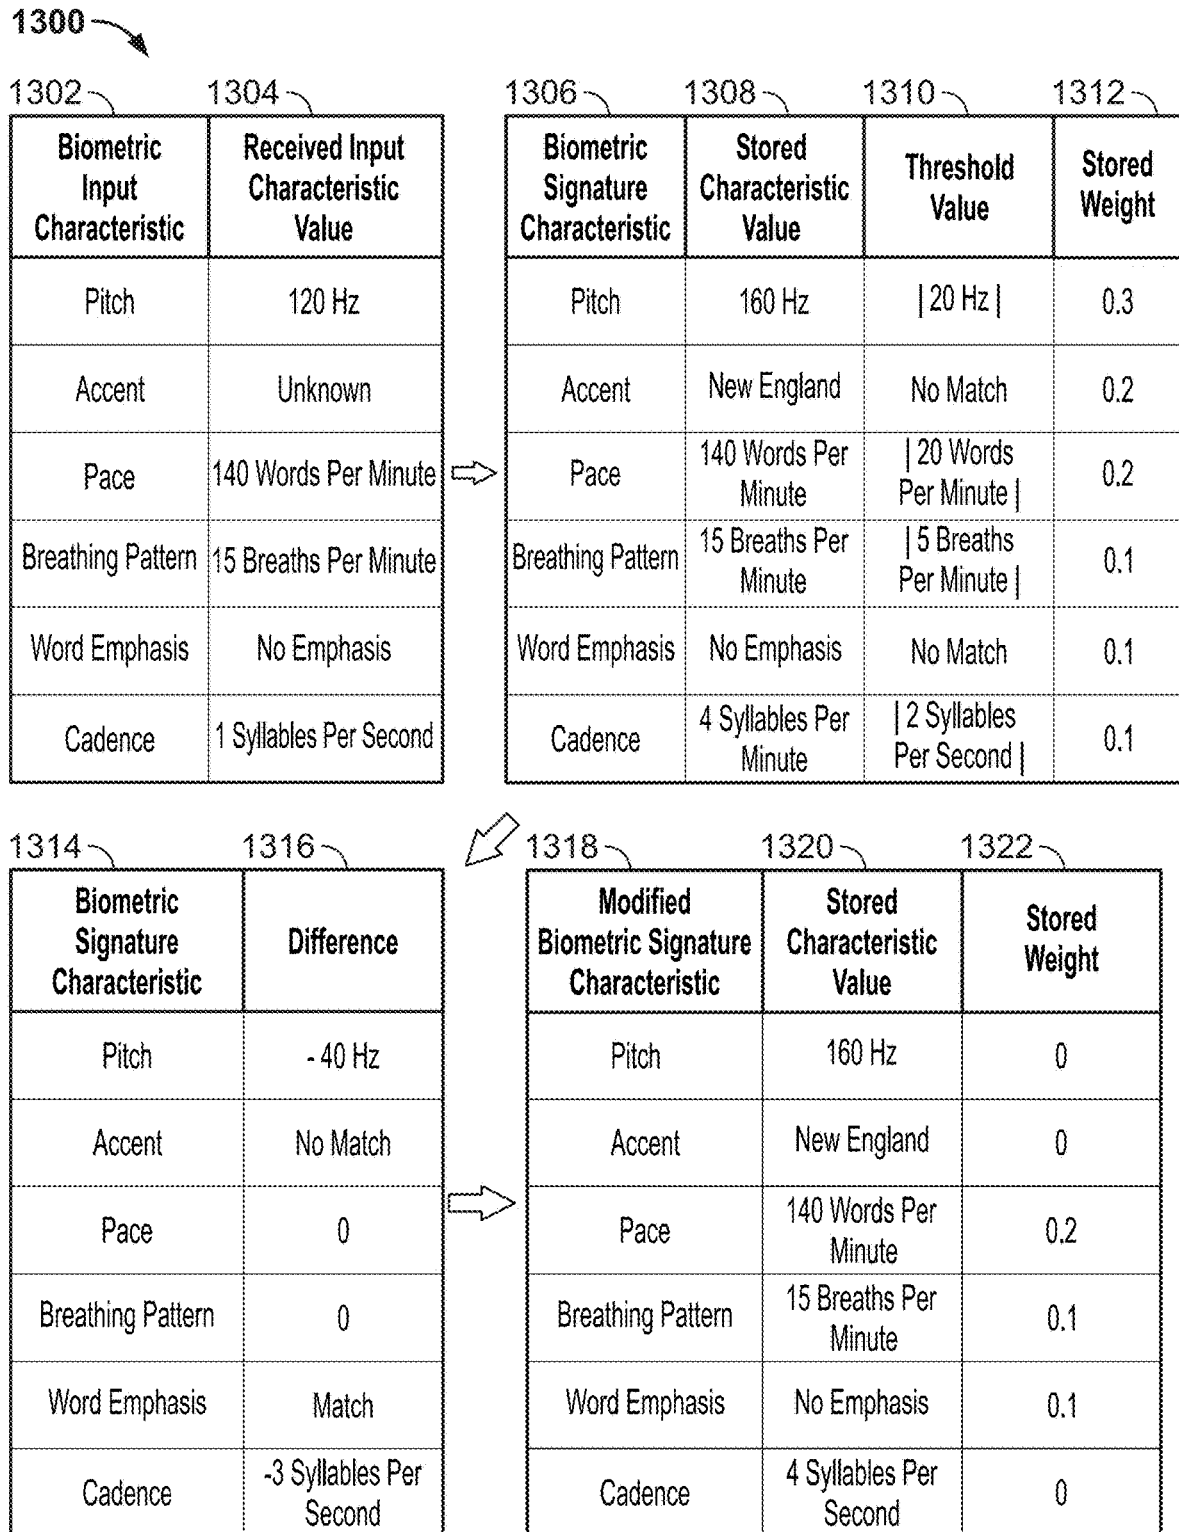 1300
1302 1304 1306 1308 1310 1312
Biometric Input Characteristic | Received Input Characteristic Value | Biometric Signature Characteristic | Stored Characteristic Value | Threshold Value | Stored Weight
Pitch | 120 Hz | Pitch | 160 Hz | | 20 Hz | | 0.3
Accent | Unknown | Accent | New England | No Match | 0.2
Pace | 140 Words Per Minute | Pace | 140 Words Per Minute | | 20 Words Per Minute | | 0.2
Breathing Pattern | 15 Breaths Per Minute | Breathing Pattern | 15 Breaths Per Minute | | 5 Breaths Per Minute | | 0.1
Word Emphasis | No Emphasis | Word Emphasis | No Emphasis | No Match | 0.1
Cadence | 1 Syllables Per Second | Cadence | 4 Syllables Per Minute | | 2 Syllables Per Second | | 0.1
1314 1316 1318 1320 1322
Biometric Signature Characteristic | Difference | Modified Biometric Signature Characteristic | Stored Characteristic Value | Stored Weight
Pitch | - 40 Hz | Pitch | 160 Hz | 0
Accent | No Match | Accent | New England | 0
Pace | 0 | Pace | 140 Words Per Minute | 0.2
Breathing Pattern | 0 | Breathing Pattern | 15 Breaths Per Minute | 0.1
Word Emphasis | Match | Word Emphasis | No Emphasis | 0.1
Cadence | -3 Syllables Per Second | Cadence | 4 Syllables Per Second | 0